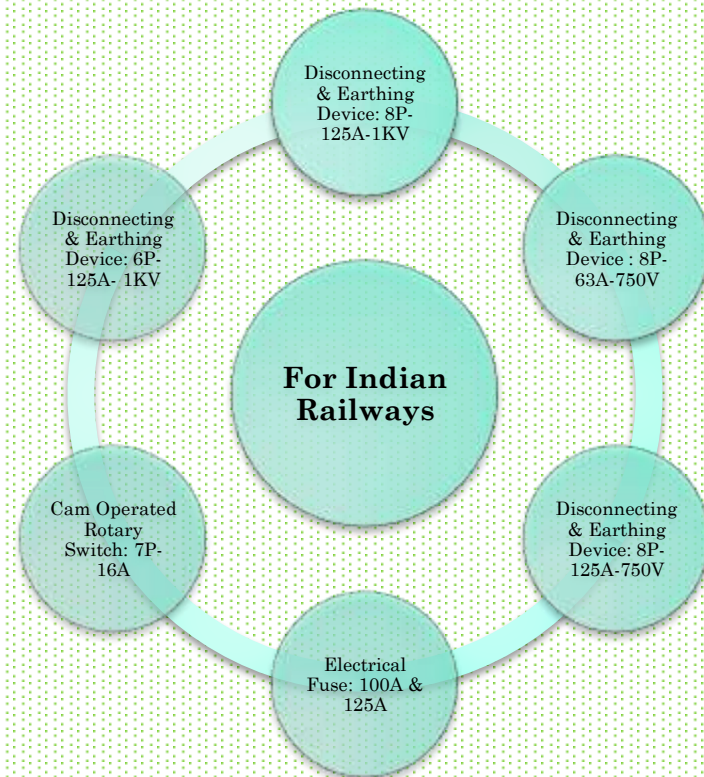 Disconnecting
& Earthing
Device: 8P-
125A-1KV
Disconnecting
& Earthing
Device : 8P-
63A-750V
Disconnecting
& Earthing
Device: 8P-
125A-750V
Electrical
Fuse: 100A &
125A
Cam Operated
Rotary
Switch: 7P-
16A
Disconnecting
& Earthing
Device: 6P-
125A- 1KV
For Indian
Railways